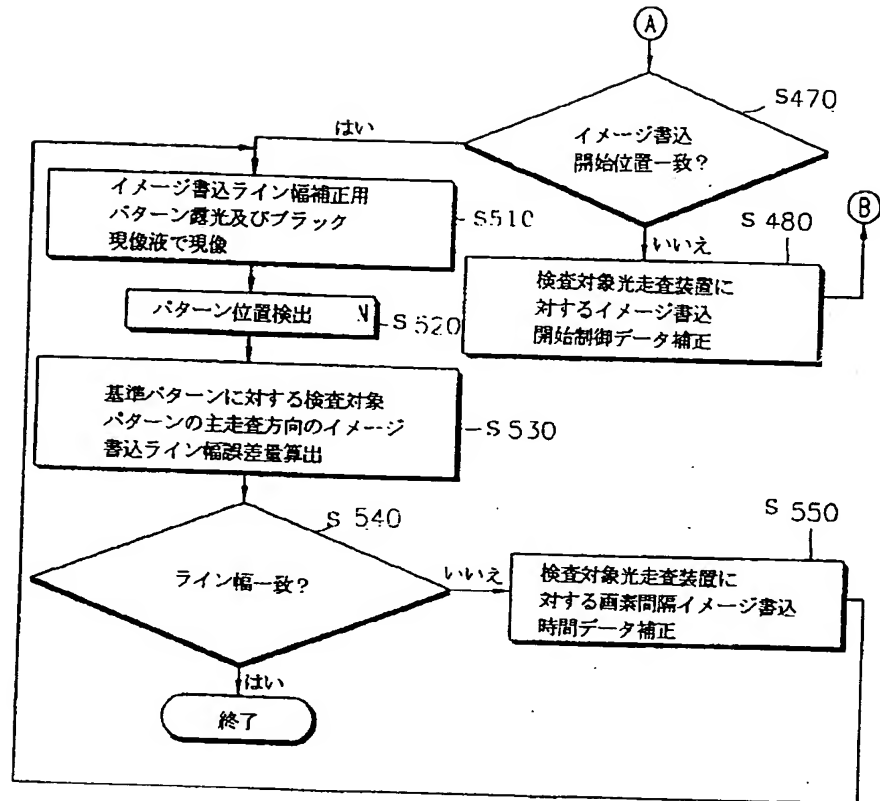 A
S470
イメージ書込
開始位置一致?
はい
いいえ
イメージ書込ライン幅補正用
パターン露光及びブラック
現像液で現像
S510
S 480
B
検査対象光走査装置に
対するイメージ書込
開始制御データ補正
パターン位置検出
S 520
基準パターンに対する検査対象
パターンの主走査方向のイメージ
書込ライン幅誤差量算出
S 530
S 540
ライン幅一致?
いいえ
S 550
検査対象光走査装置に
対する画素間隔イメージ書込
時間データ補正
はい
終了